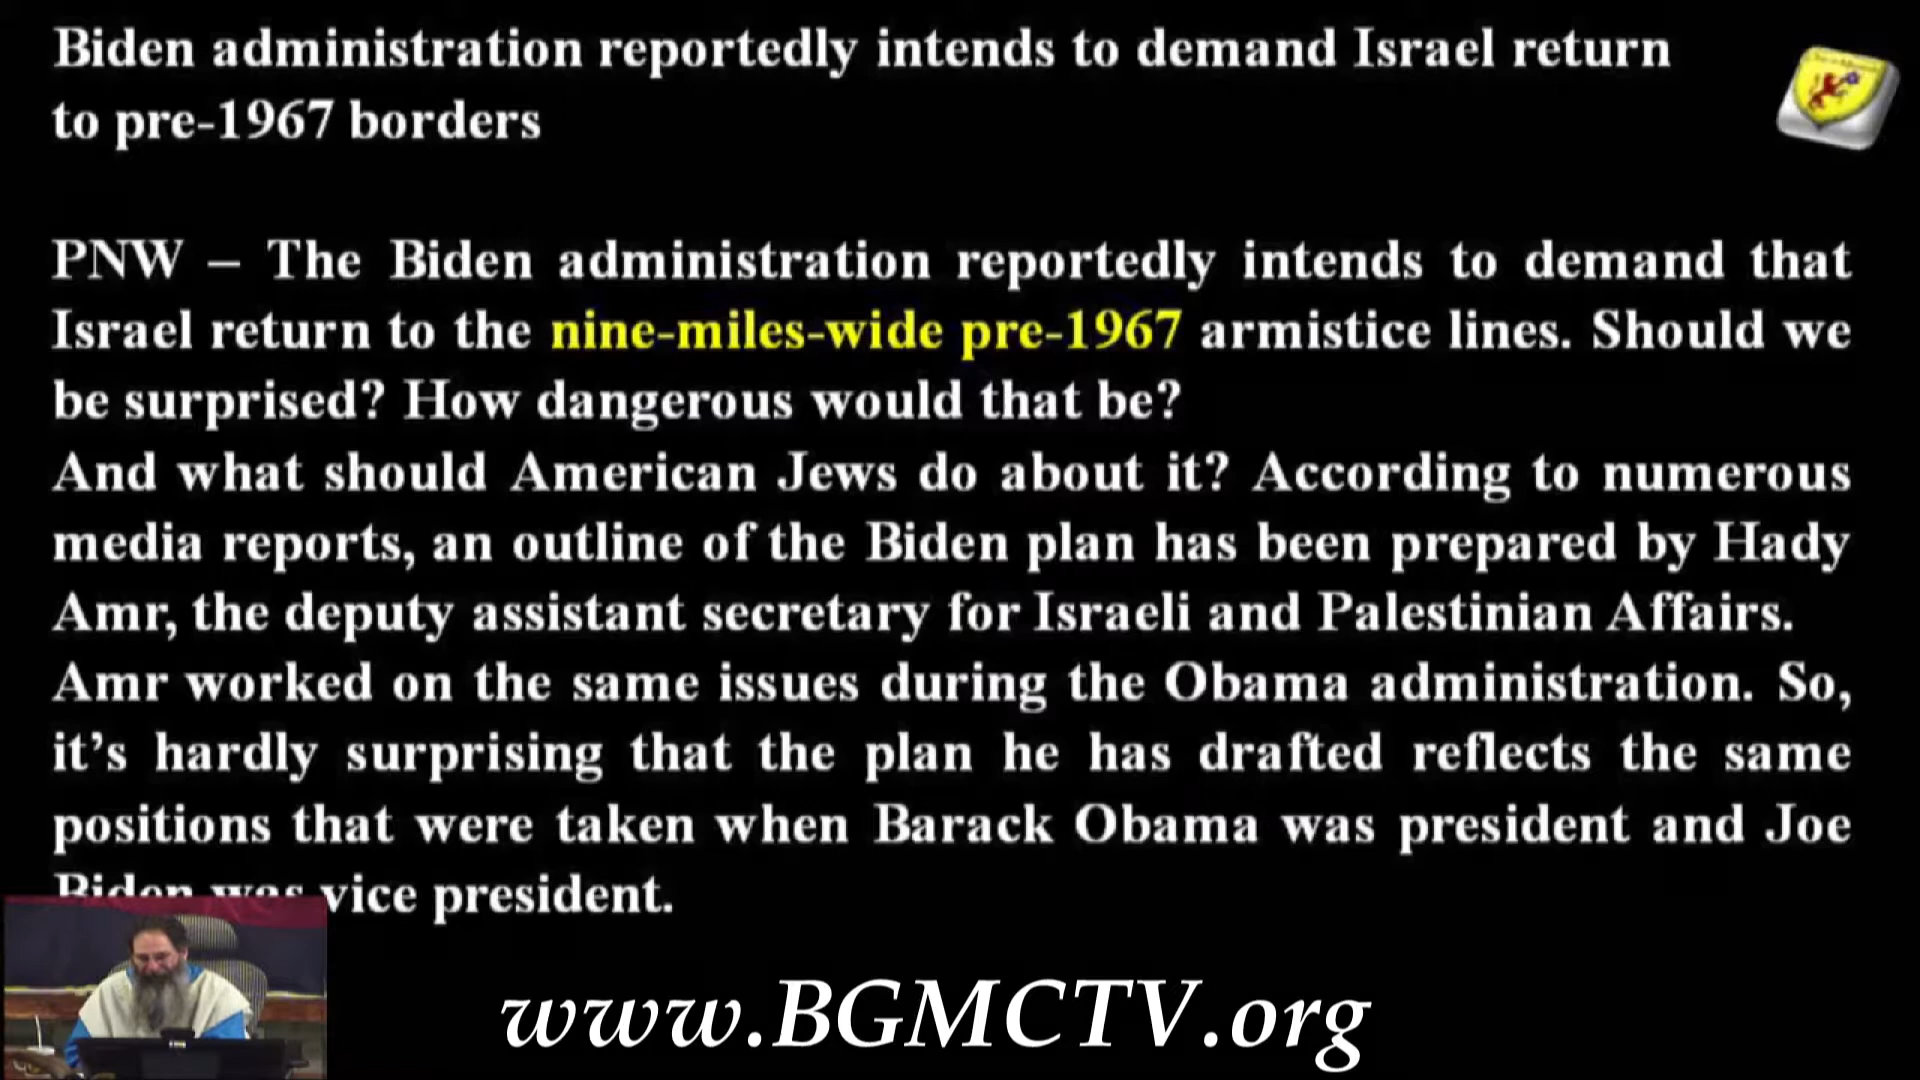 Biden administration reportedly intends to demand Israel return
to pre-1967 borders
PNW – The Biden administration reportedly intends to demand that
Israel return to the nine-miles-wide pre-1967 armistice lines. Should we
be surprised? How dangerous would that be?
And what should American Jews do about it? According to numerous
media reports, an outline of the Biden plan has been prepared by Hady
Amr, the deputy assistant secretary for Israeli and Palestinian Affairs.
Amr worked on the same issues during the Obama administration. So,
it’s hardly surprising that the plan he has drafted reflects the same
positions that were taken when Barack Obama was president and Joe
Biden was vice president.
www.BGMCTV.org